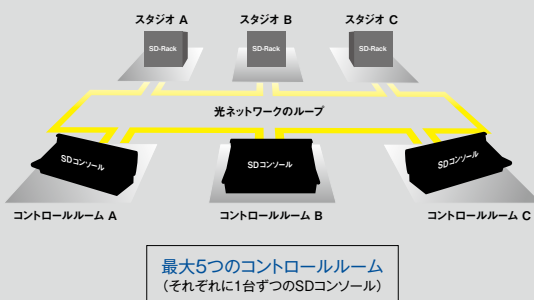 スタジオ A
スタジオ B
スタジオ C
SD-Rack
SD-Rack
SD-Rack
光ネットワークのループ
SDコンソール
SDコンソール
SDコンソール
コントロールルーム A
コントロールルーム B
コントロールルーム C
最大5つのコントロールルーム
(それぞれに1台ずつのSDコンソール)